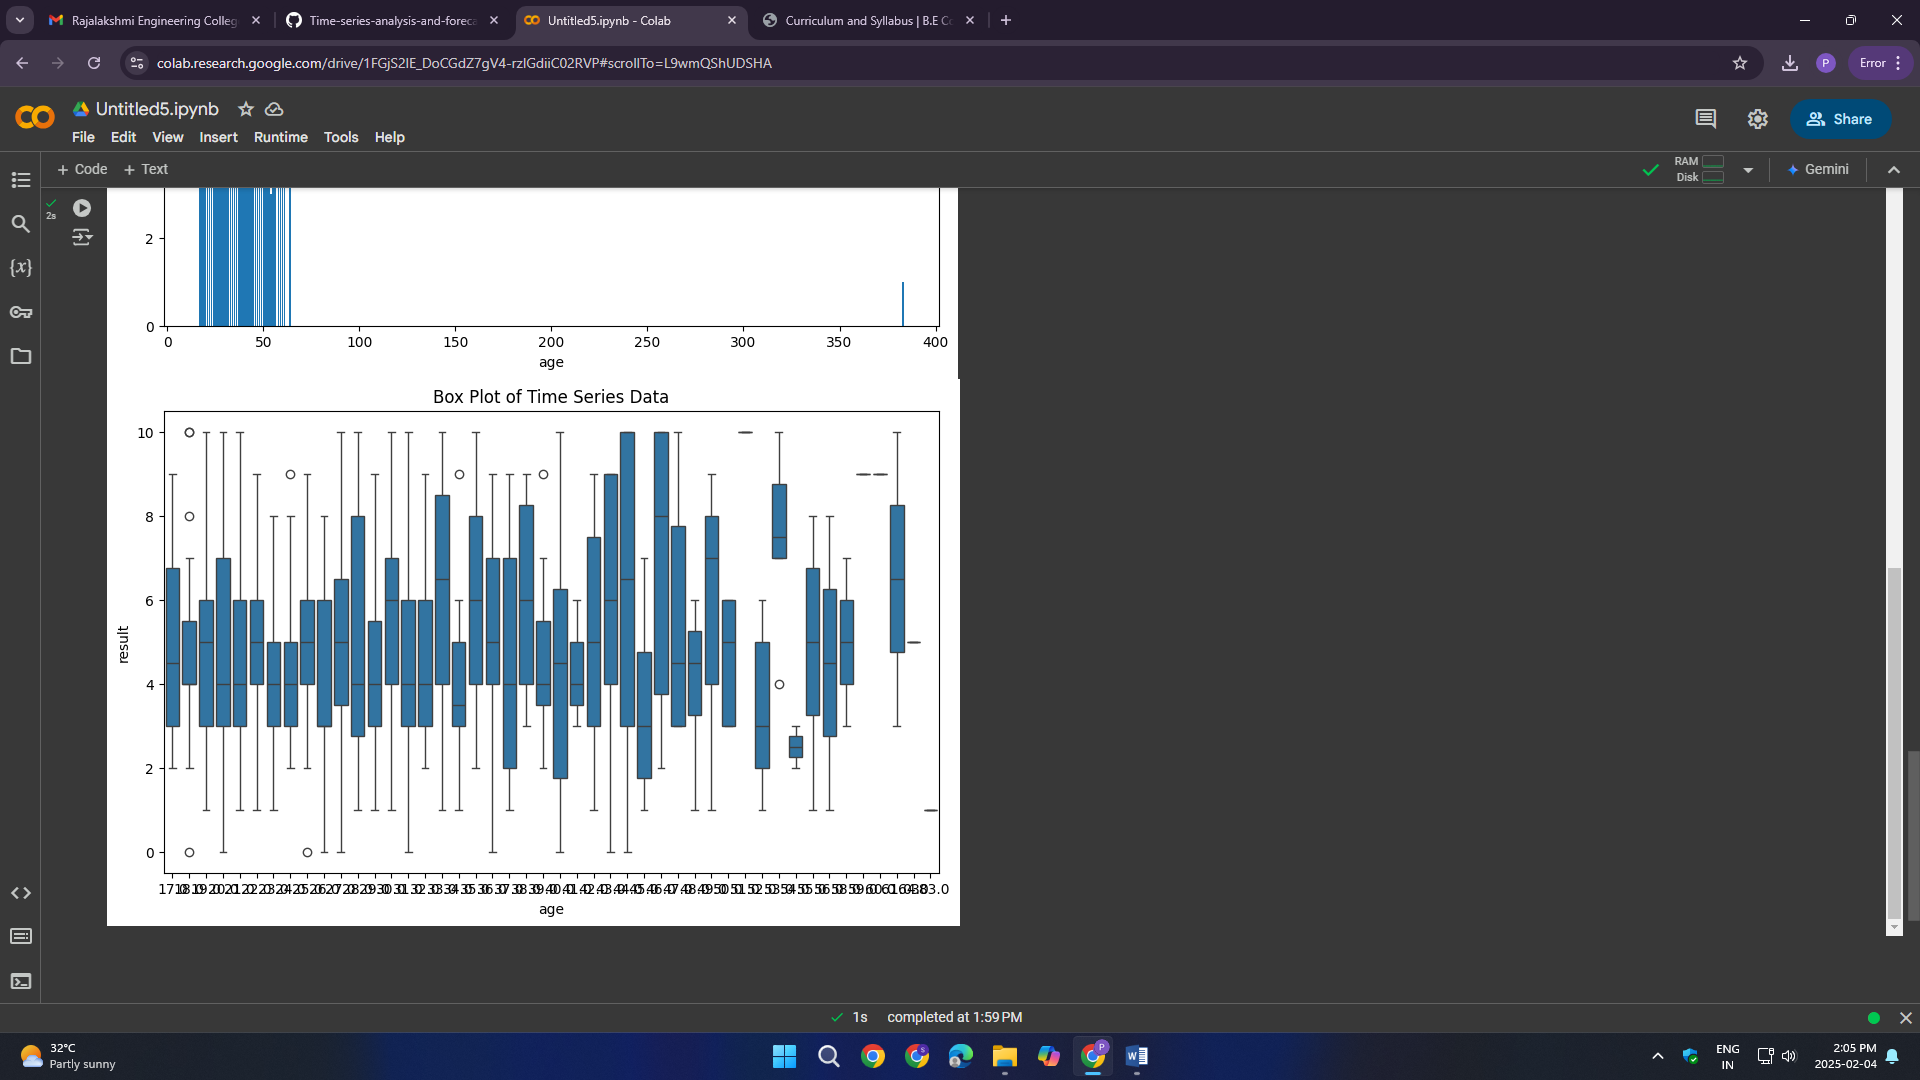 Rajalakshmi Engineering Colleg
Time-series-analysis-and-foreca
Untitled5.ipynb - Colab
Curriculum and Syllabus | B.E C
colab.research.google.com/drive/1FGjS2lE_DoCGdZ7gV4-rzlGdiiC02RVP#scrollTo=L9wmQShUDSHA
P
Error
Untitled5.ipynb
File Edit View Insert Runtime Tools Help
Share
+ Code + Text
RAM
Disk
Gemini
2s
{x}
2
0
0 50 100 150 200 250 300 350 400
age
Box Plot of Time Series Data
10
8
6
4
2
0
result
age
1s completed at 1:59 PM
32°C
Partly sunny
ENG
IN
2:05 PM
2025-02-04